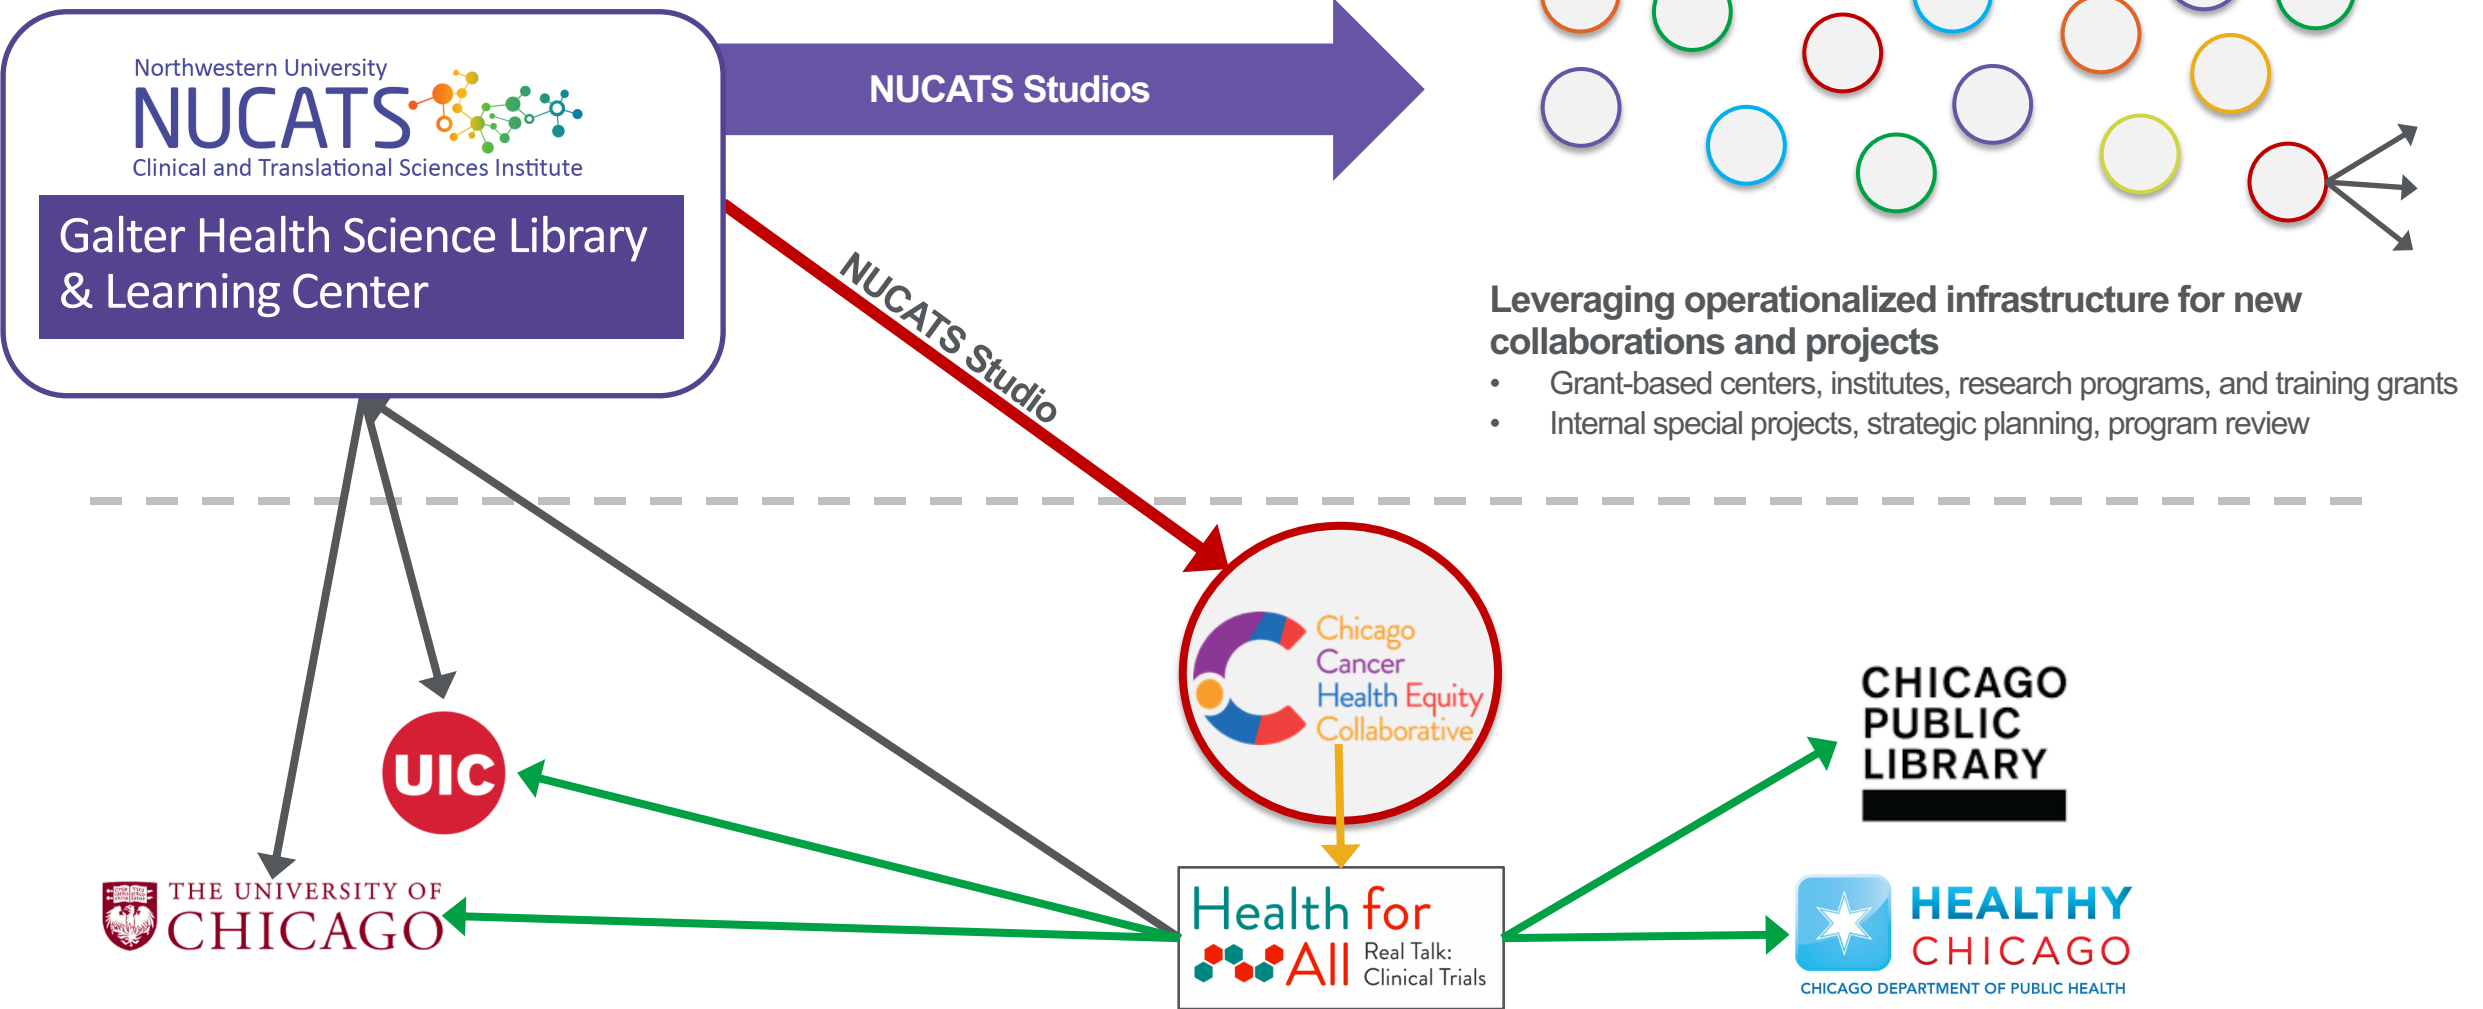 Northwestern University
NUCATS
Clinical and Translational Sciences Institute
Galter Health Science Library
& Learning Center
NUCATS Studios
NUCATS Studio
Leveraging operationalized infrastructure for new
collaborations and projects
• Grant-based centers, institutes, research programs, and training grants
• Internal special projects, strategic planning, program review
Chicago
Cancer
Health Equity
Collaborative
UIC
THE UNIVERSITY OF
CHICAGO
Health for
All
Real Talk:
Clinical Trials
CHICAGO
PUBLIC
LIBRARY
HEALTHY
CHICAGO
CHICAGO DEPARTMENT OF PUBLIC HEALTH